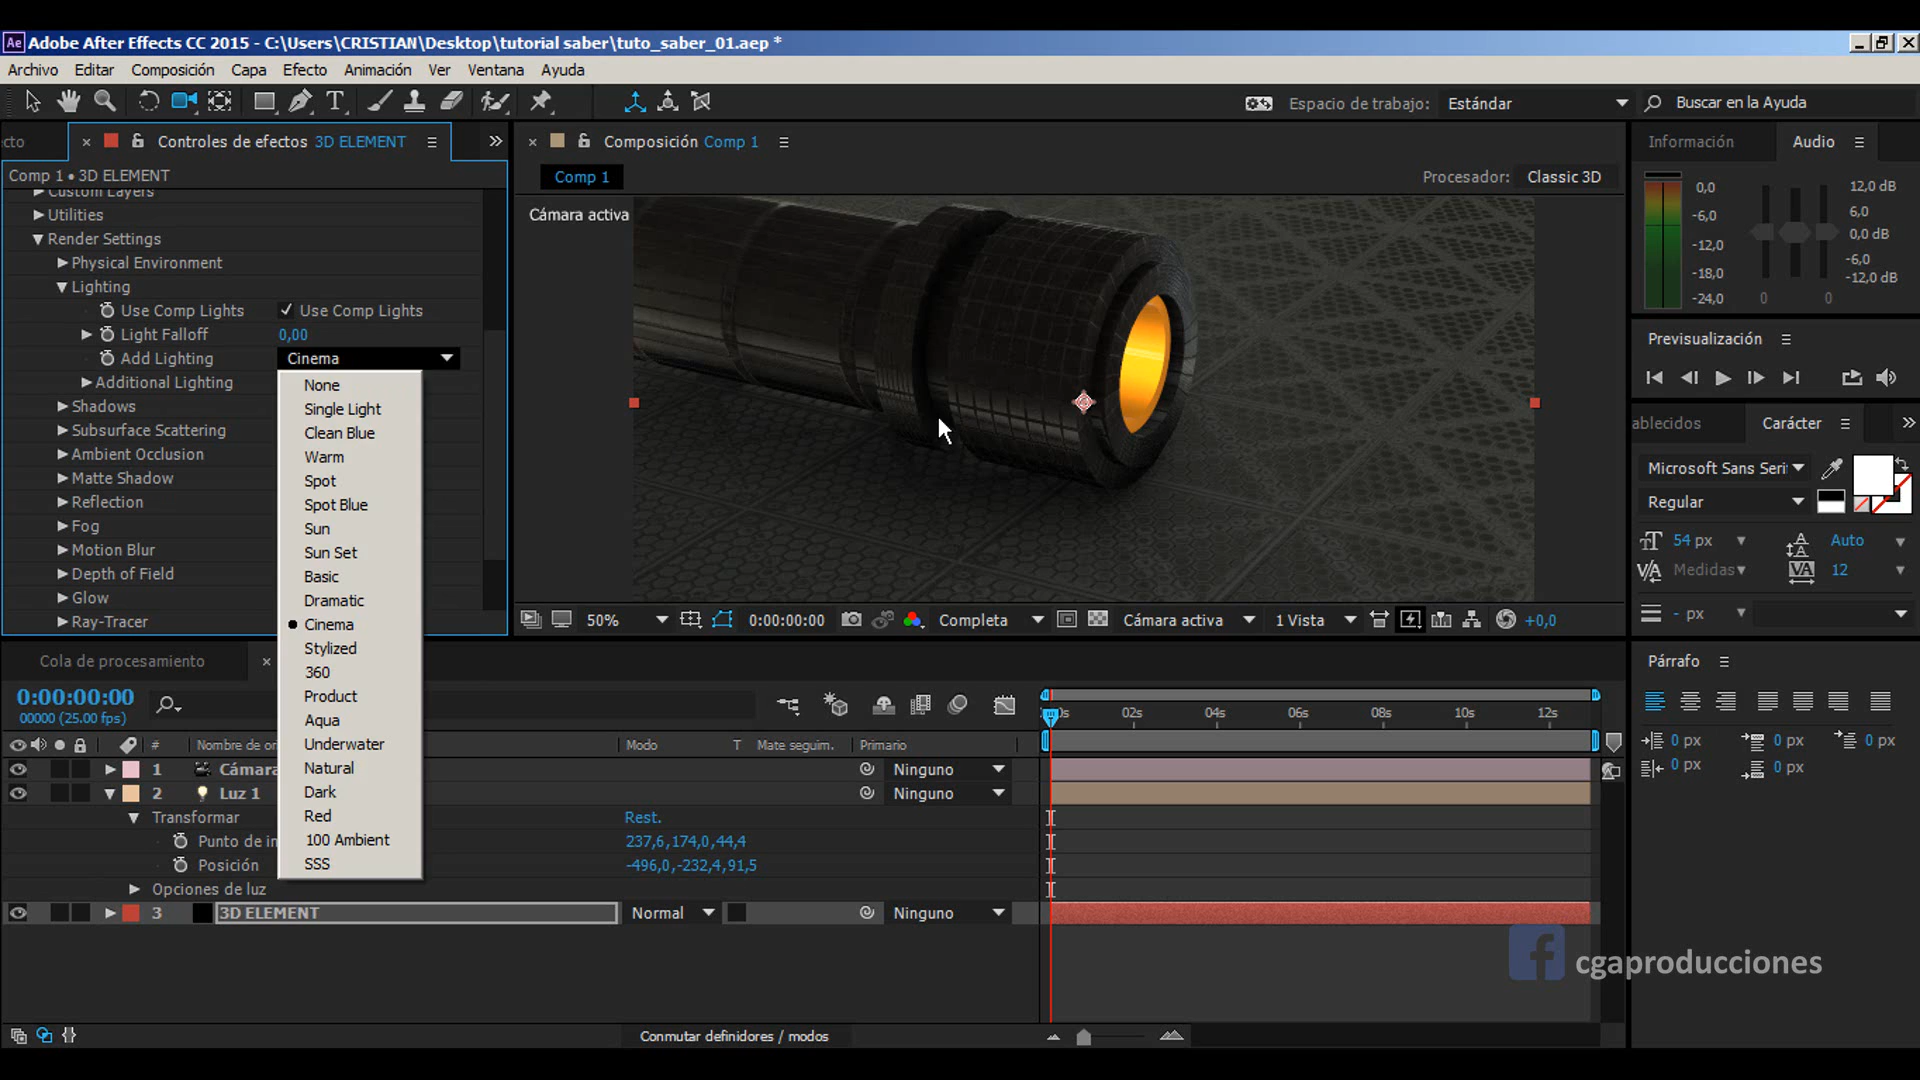 Ae Adobe After Effects CC 2015 - C:\Users\CRISTIAN\Desktop\tutorial saber\tuto_saber_01.aep *
Archivo Editar Composición Capa Efecto Animación Ver Ventana Ayuda
T Espacio de trabajo: Estándar Buscar en la Ayuda
cto × Controles de efectos 3D ELEMENT
× Composición Comp 1
Información Audio
Comp 1 • 3D ELEMENT
Comp 1 Procesador: Classic 3D
Cámara activa
Custom Layers
Utilities
Render Settings
Physical Environment
Lighting
Use Comp Lights ✓ Use Comp Lights
Light Falloff 0,00
Add Lighting Cinema
Additional Lighting
Shadows
Subsurface Scattering
Ambient Occlusion
Matte Shadow
Reflection
Fog
Motion Blur
Depth of Field
Glow
Ray-Tracer
None
Single Light
Clean Blue
Warm
Spot
Spot Blue
Sun
Sun Set
Basic
Dramatic
Cinema
Stylized
360
Product
Aqua
Underwater
Natural
Dark
Red
100 Ambient
SSS
0,0 12,0 dB
-6,0 6,0
-12,0 0,0 dB
-18,0 -6,0
-24,0 0 0 -12,0 dB
Previsualización
ablecidos Carácter
Microsoft Sans Seri
Regular
54 px Auto
Medidas 12
- px
50% 0:00:00:00 Completa Cámara activa 1 Vista +0,0
Párrafo
0 px 0 px 0 px
0 px 0 px
Cola de procesamiento ×
0:00:00:00
00000 (25.00 fps)
0s 02s 04s 06s 08s 10s 12s
# Nombre de ori Modo T Mate seguim. Primario
1 Cámara Ninguno
2 Luz 1 Ninguno
Transformar Rest.
Punto de in 237,6,174,0,44,4
Posición -496,0,-232,4,91,5
Opciones de luz
3 3D ELEMENT Normal Ninguno
f cgaproducciones
Conmutar definidores / modos